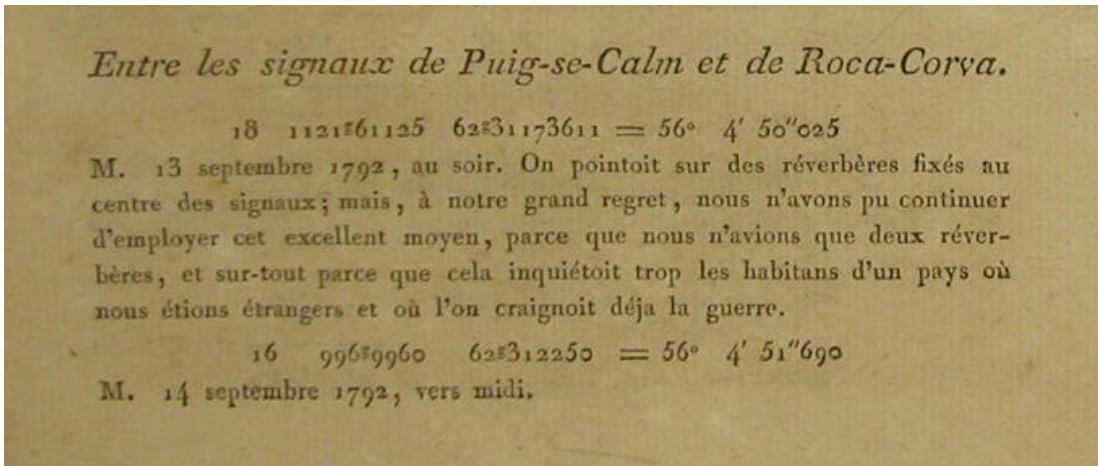 Entre les signaux de Puig-se-Calm et de Roca-Corva.
18 1121ᵍ61125 62ᵍ31173611 = 56° 4′ 50″025
M. 13 septembre 1792, au soir. On pointoit sur des réverbères fixés au
centre des signaux; mais, à notre grand regret, nous n'avons pu continuer
d'employer cet excellent moyen, parce que nous n'avions que deux réver-
bères, et sur-tout parce que cela inquiétoit trop les habitans d'un pays où
nous étions étrangers et où l'on craignoit déja la guerre.
16 996ᵍ9960 62ᵍ312250 = 56° 4′ 51″690
M. 14 septembre 1792, vers midi.